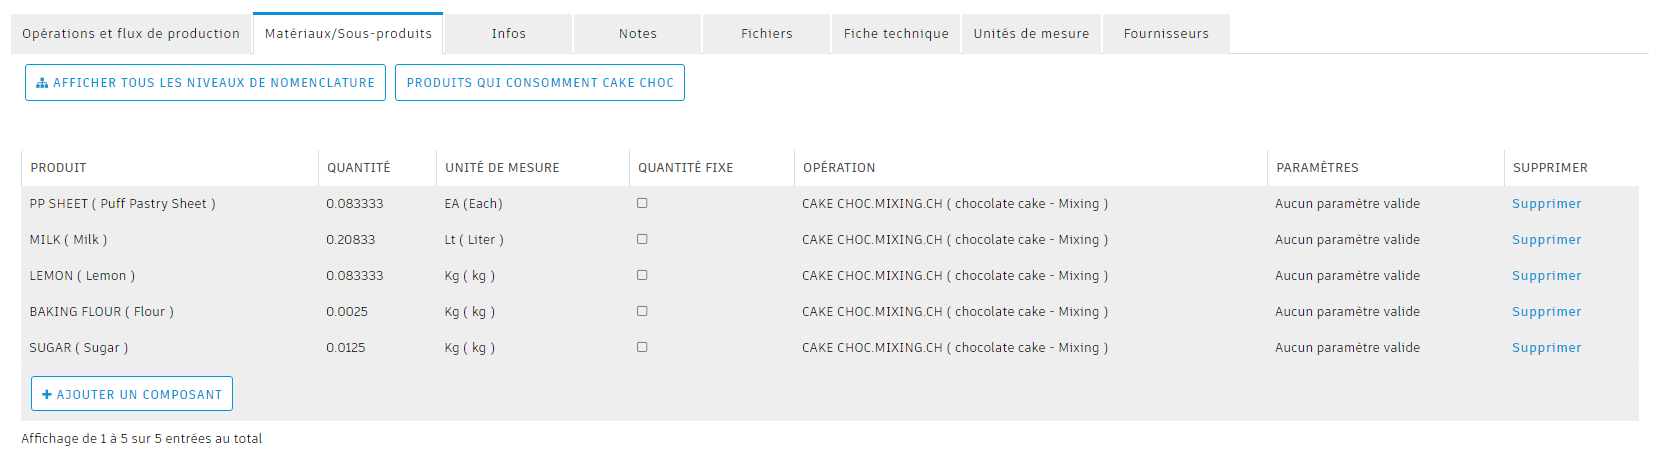 Opérations et flux de production Matériaux/Sous-produits Infos Notes Fichiers Fiche technique Unités de mesure Fournisseurs
AFFICHER TOUS LES NIVEAUX DE NOMENCLATURE PRODUITS QUI CONSOMMENT CAKE CHOC
PRODUIT QUANTITÉ UNITÉ DE MESURE QUANTITÉ FIXE OPÉRATION PARAMÈTRES SUPPRIMER
PP SHEET ( Puff Pastry Sheet ) 0.083333 EA (Each) CAKE CHOC.MIXING.CH ( chocolate cake - Mixing ) Aucun paramètre valide Supprimer
MILK ( Milk ) 0.20833 Lt ( Liter ) CAKE CHOC.MIXING.CH ( chocolate cake - Mixing ) Aucun paramètre valide Supprimer
LEMON ( Lemon ) 0.083333 Kg ( kg ) CAKE CHOC.MIXING.CH ( chocolate cake - Mixing ) Aucun paramètre valide Supprimer
BAKING FLOUR ( Flour ) 0.0025 Kg ( kg ) CAKE CHOC.MIXING.CH ( chocolate cake - Mixing ) Aucun paramètre valide Supprimer
SUGAR ( Sugar ) 0.0125 Kg ( kg ) CAKE CHOC.MIXING.CH ( chocolate cake - Mixing ) Aucun paramètre valide Supprimer
+ AJOUTER UN COMPOSANT
Affichage de 1 à 5 sur 5 entrées au total